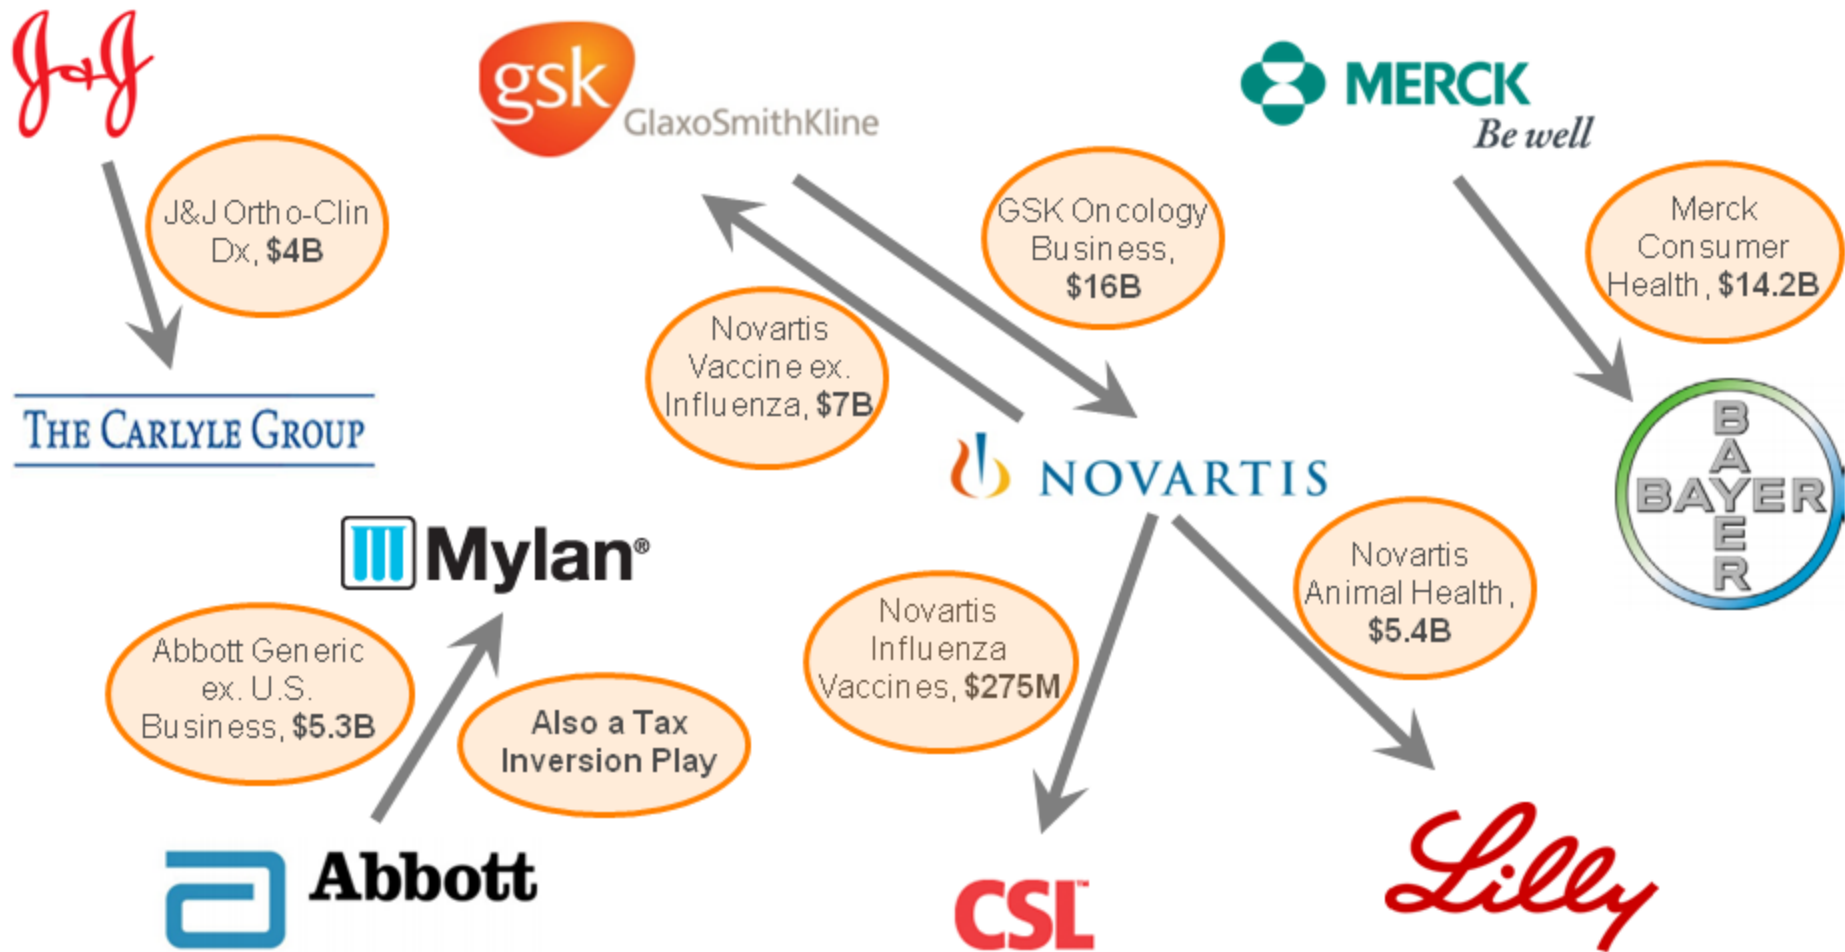 J&J
gsk
GlaxoSmithKline
MERCK
Be well
J&J Ortho-Clin
Dx, $4B
GSK Oncology
Business,
$16B
Merck
Consumer
Health, $14.2B
Novartis
Vaccine ex.
Influenza, $7B
THE CARLYLE GROUP
NOVARTIS
BAYER
BAYER
Mylan®
Novartis
Animal Health,
$5.4B
Novartis
Influenza
Vaccines, $275M
Abbott Generic
ex. U.S.
Business, $5.3B
Also a Tax
Inversion Play
Abbott
CSL™
Lilly